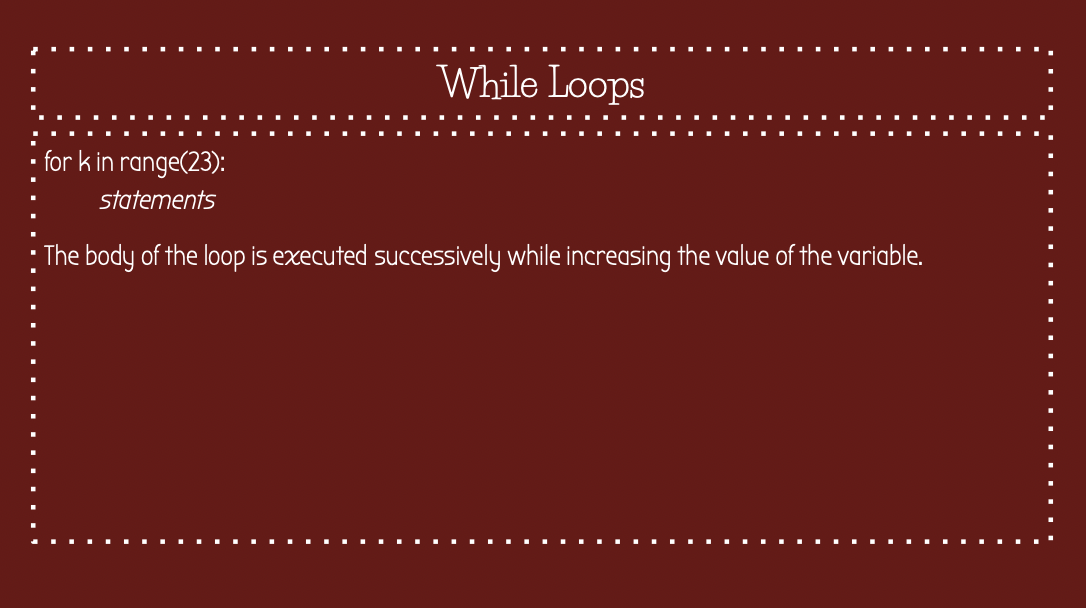 While Loops
for k in range(23):
statements
The body of the loop is executed successively while increasing the value of the variable.